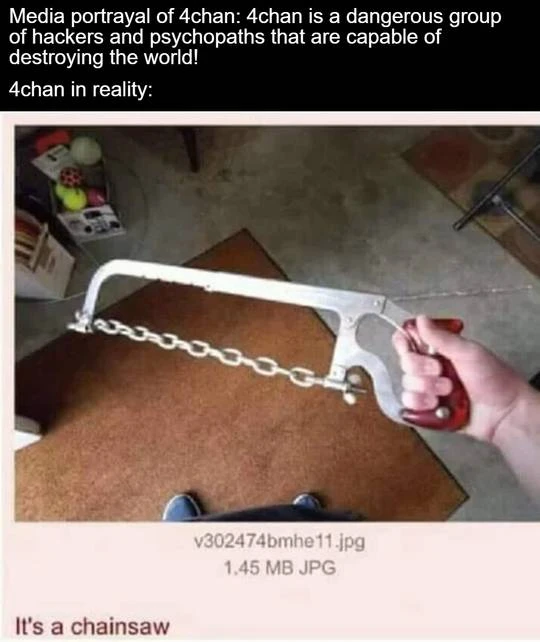 Media portrayal of 4chan: 4chan is a dangerous group
of hackers and psychopaths that are capable of
destroying the world!
4chan in reality:
v302474bmhe11.jpg
1.45 MB JPG
It's a chainsaw